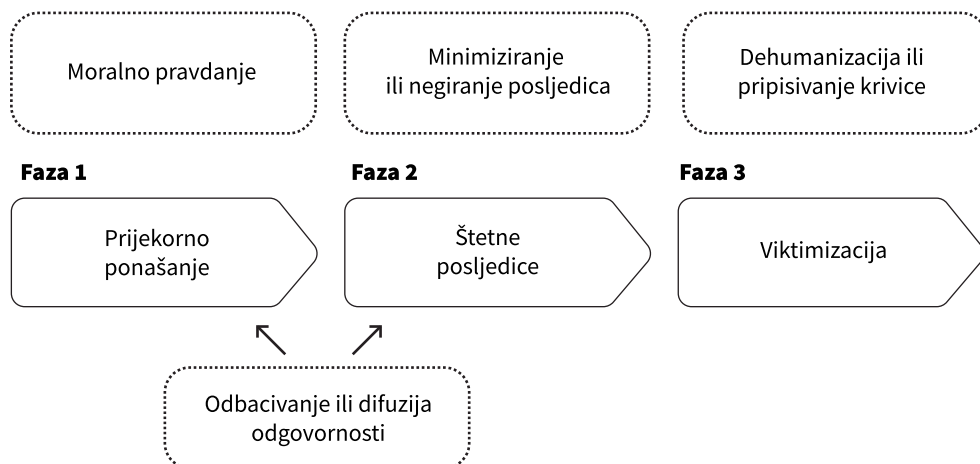 Moralno pravdanje
Minimiziranje
ili negiranje posljedica
Dehumanizacija ili
pripisivanje krivice
Faza 1
Faza 2
Faza 3
Prijekorno
ponašanje
Štetne
posljedice
Viktimizacija
Odbacivanje ili difuzija
odgovornosti